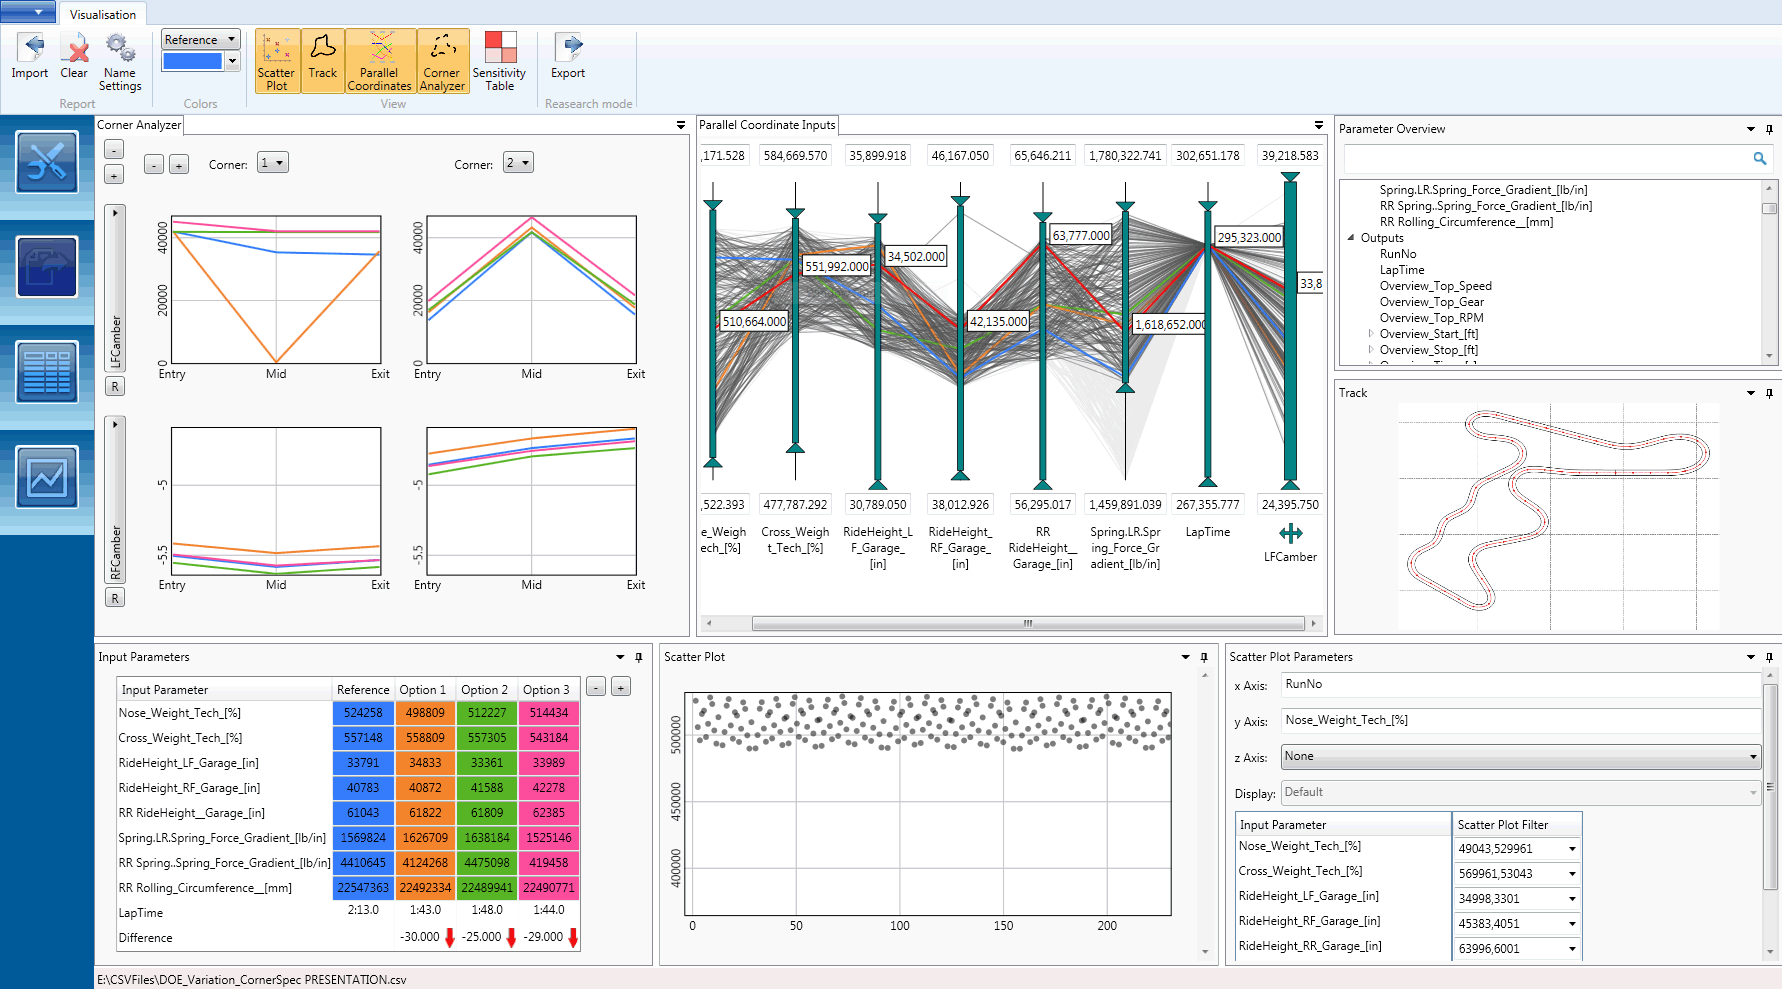 Visualisation
Import
Clear
Name Settings
Report
Reference
Colors
Scatter Plot
Track
Parallel Coordinates
Corner Analyzer
Sensitivity Table
View
Export
Reasearch mode
Corner Analyzer
-
+
-
+
Corner: 1
Corner: 2
LFCamber
R
40000
20000
0
Entry Mid Exit
40000
20000
0
Entry Mid Exit
RFCamber
R
-5
-5.5
Entry Mid Exit
-5
-5.5
Entry Mid Exit
Parallel Coordinate Inputs
,171.528 584,669.570 35,899.918 46,167.050 65,646.211 1,780,322.741 302,651.178 39,218.583
510,664.000
551,992.000
34,502.000
42,135.000
63,777.000
1,618,652.000
295,323.000
33,8
,522.393 477,787.292 30,789.050 38,012.926 56,295.017 1,459,891.039 267,355.777 24,395.750
e_Weigh
ech_[%]
Cross_Weigh
t_Tech_[%]
RideHeight_L
F_Garage_
[in]
RideHeight_
RF_Garage_
[in]
RR
RideHeight__
Garage_[in]
Spring.LR.Spr
ing_Force_Gr
adient_[lb/in]
LapTime
LFCamber
Parameter Overview
Spring.LR.Spring_Force_Gradient_[lb/in]
RR Spring..Spring_Force_Gradient_[lb/in]
RR Rolling_Circumference__[mm]
Outputs
RunNo
LapTime
Overview_Top_Speed
Overview_Top_Gear
Overview_Top_RPM
Overview_Start_[ft]
Overview_Stop_[ft]
Track
Input Parameters
Input Parameter Reference Option 1 Option 2 Option 3 - +
Nose_Weight_Tech_[%] 524258 498809 512227 514434
Cross_Weight_Tech_[%] 557148 558809 557305 543184
RideHeight_LF_Garage_[in] 33791 34833 33361 33989
RideHeight_RF_Garage_[in] 40783 40872 41588 42278
RR RideHeight__Garage_[in] 61043 61822 61809 62385
Spring.LR.Spring_Force_Gradient_[lb/in] 1569824 1626709 1638184 1525146
RR Spring..Spring_Force_Gradient_[lb/in] 4410645 4124268 4475098 419458
RR Rolling_Circumference__[mm] 22547363 22492334 22489941 22490771
LapTime 2:13.0 1:43.0 1:48.0 1:44.0
Difference -30.000 -25.000 -29.000
Scatter Plot
500000
450000
400000
0 50 100 150 200
Scatter Plot Parameters
x Axis: RunNo
y Axis: Nose_Weight_Tech_[%]
z Axis: None
Display: Default
Input Parameter Scatter Plot Filter
Nose_Weight_Tech_[%] 49043,529961
Cross_Weight_Tech_[%] 569961,53043
RideHeight_LF_Garage_[in] 34998,3301
RideHeight_RF_Garage_[in] 45383,4051
RideHeight_RR_Garage_[in] 63996,6001
E:\CSVFiles\DOE_Variation_CornerSpec PRESENTATION.csv